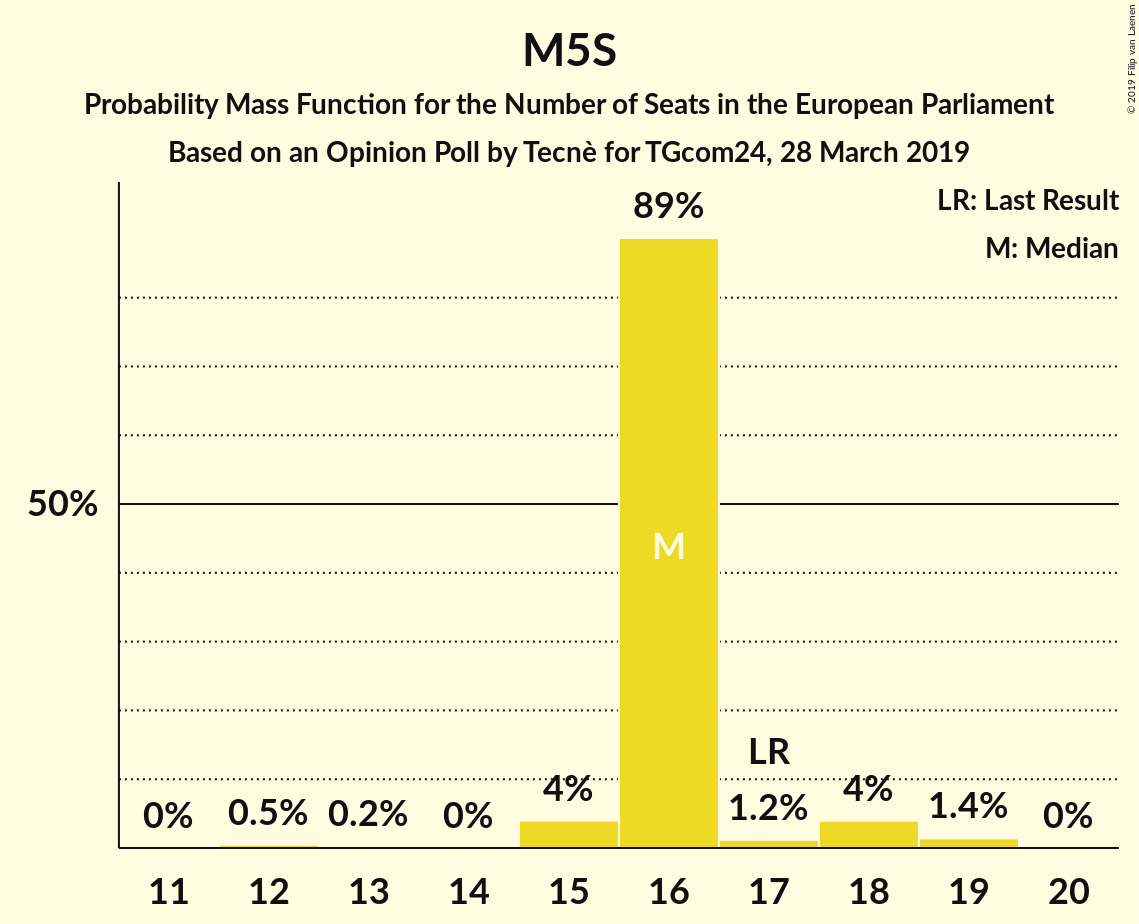 M5S
Probability Mass Function for the Number of Seats in the European Parliament
Based on an Opinion Poll by Tecnè for TGcom24, 28 March 2019
© 2019 Filip van Laenen
LR: Last Result
M: Median
89%
50%
M
LR
0% 0.5% 0.2% 0% 4% 1.2% 4% 1.4% 0%
11 12 13 14 15 16 17 18 19 20